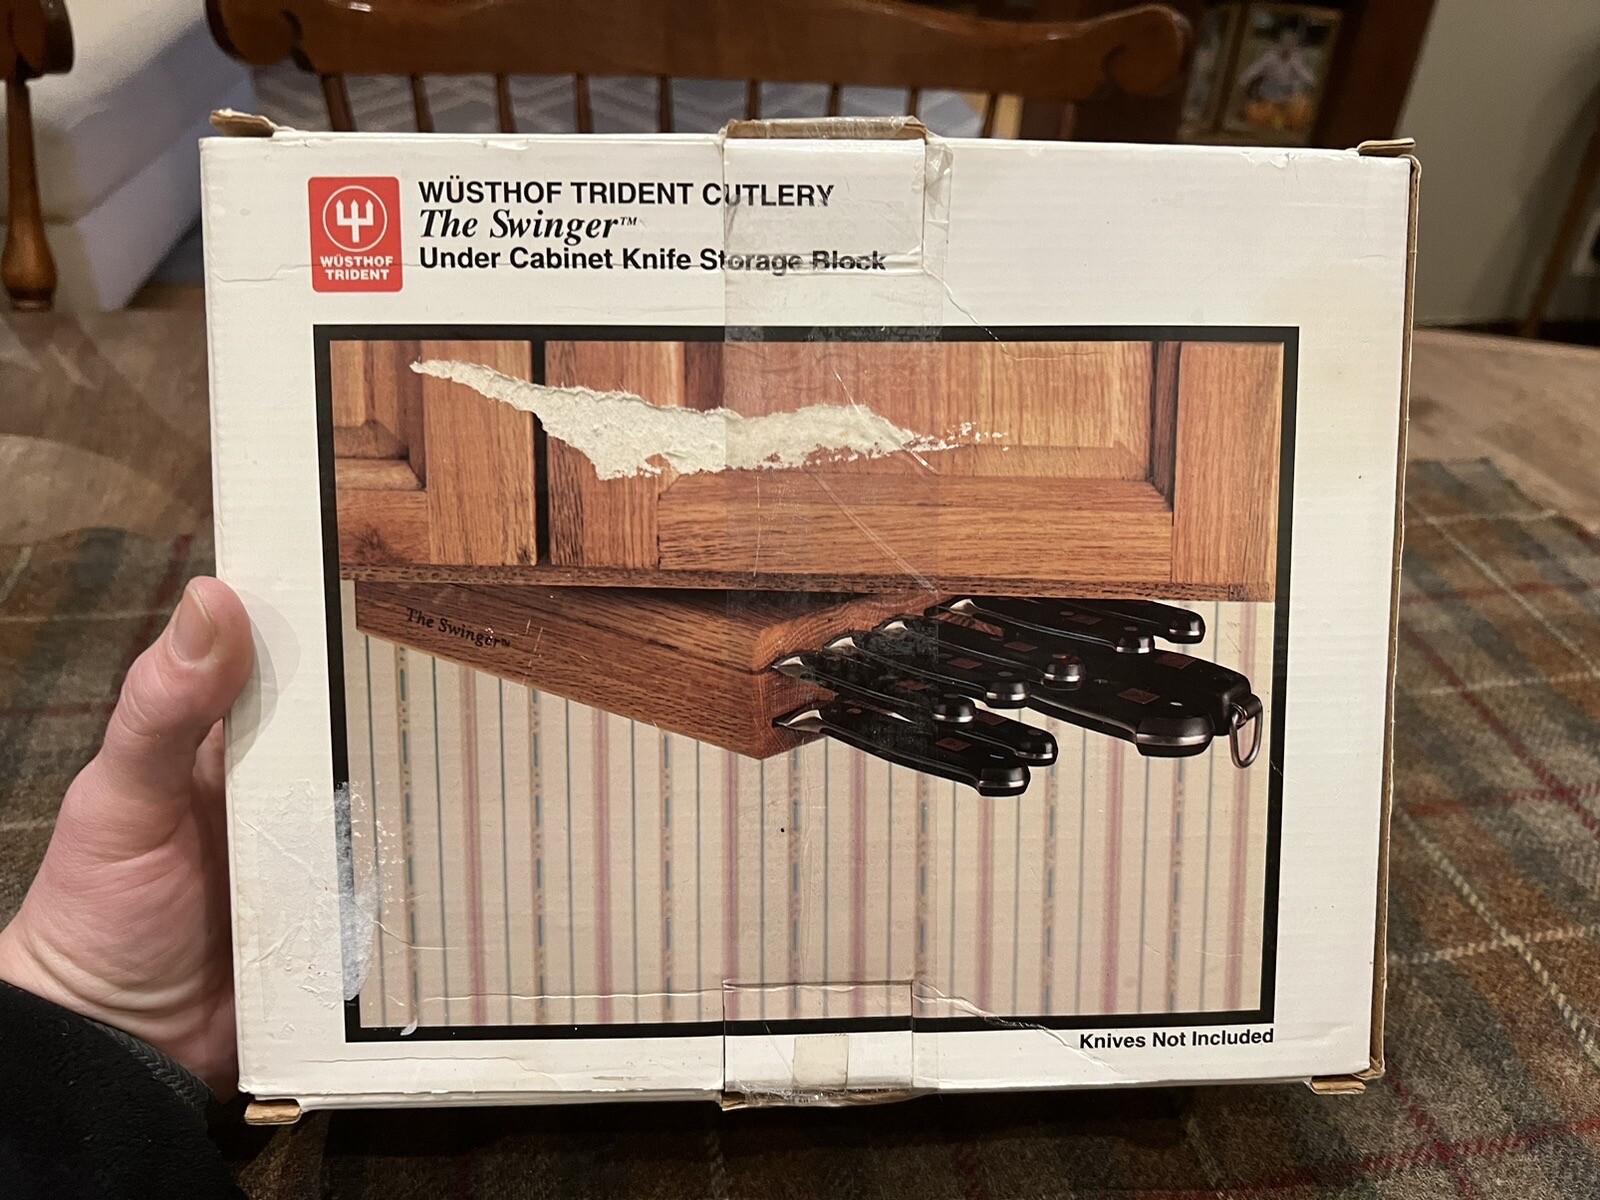 WÜSTHOF TRIDENT CUTLERY
The Swinger™
Under Cabinet Knife Storage Block
WÜSTHOF
TRIDENT
The Swinger™
Knives Not Included